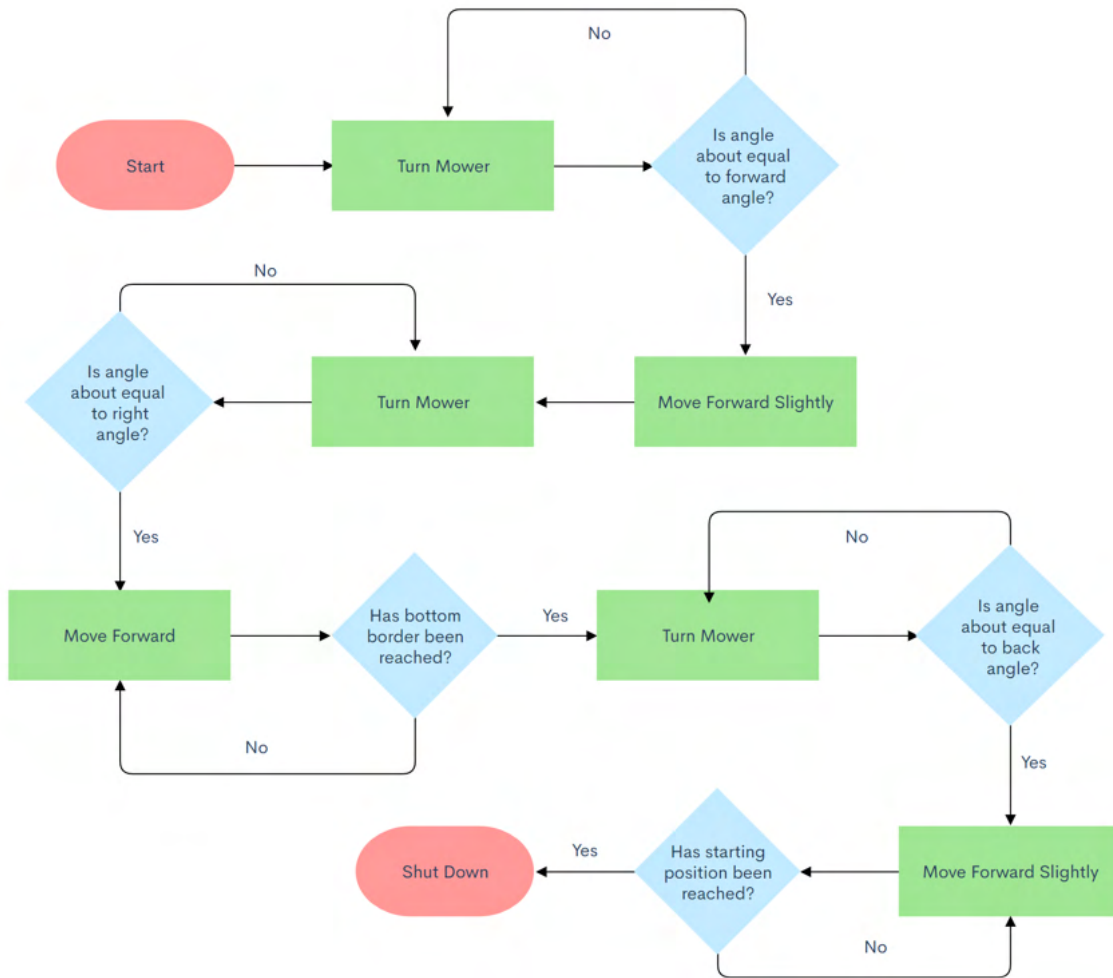 No
Start
Turn Mower
Is angle
about equal
to forward
angle?
Yes
No
Is angle
about equal
to right
angle?
Turn Mower
Move Forward Slightly
Yes
No
Move Forward
Has bottom
border been
reached?
Yes
Turn Mower
Is angle
about equal
to back
angle?
No
Yes
Shut Down
Yes
Has starting
position been
reached?
Move Forward Slightly
No